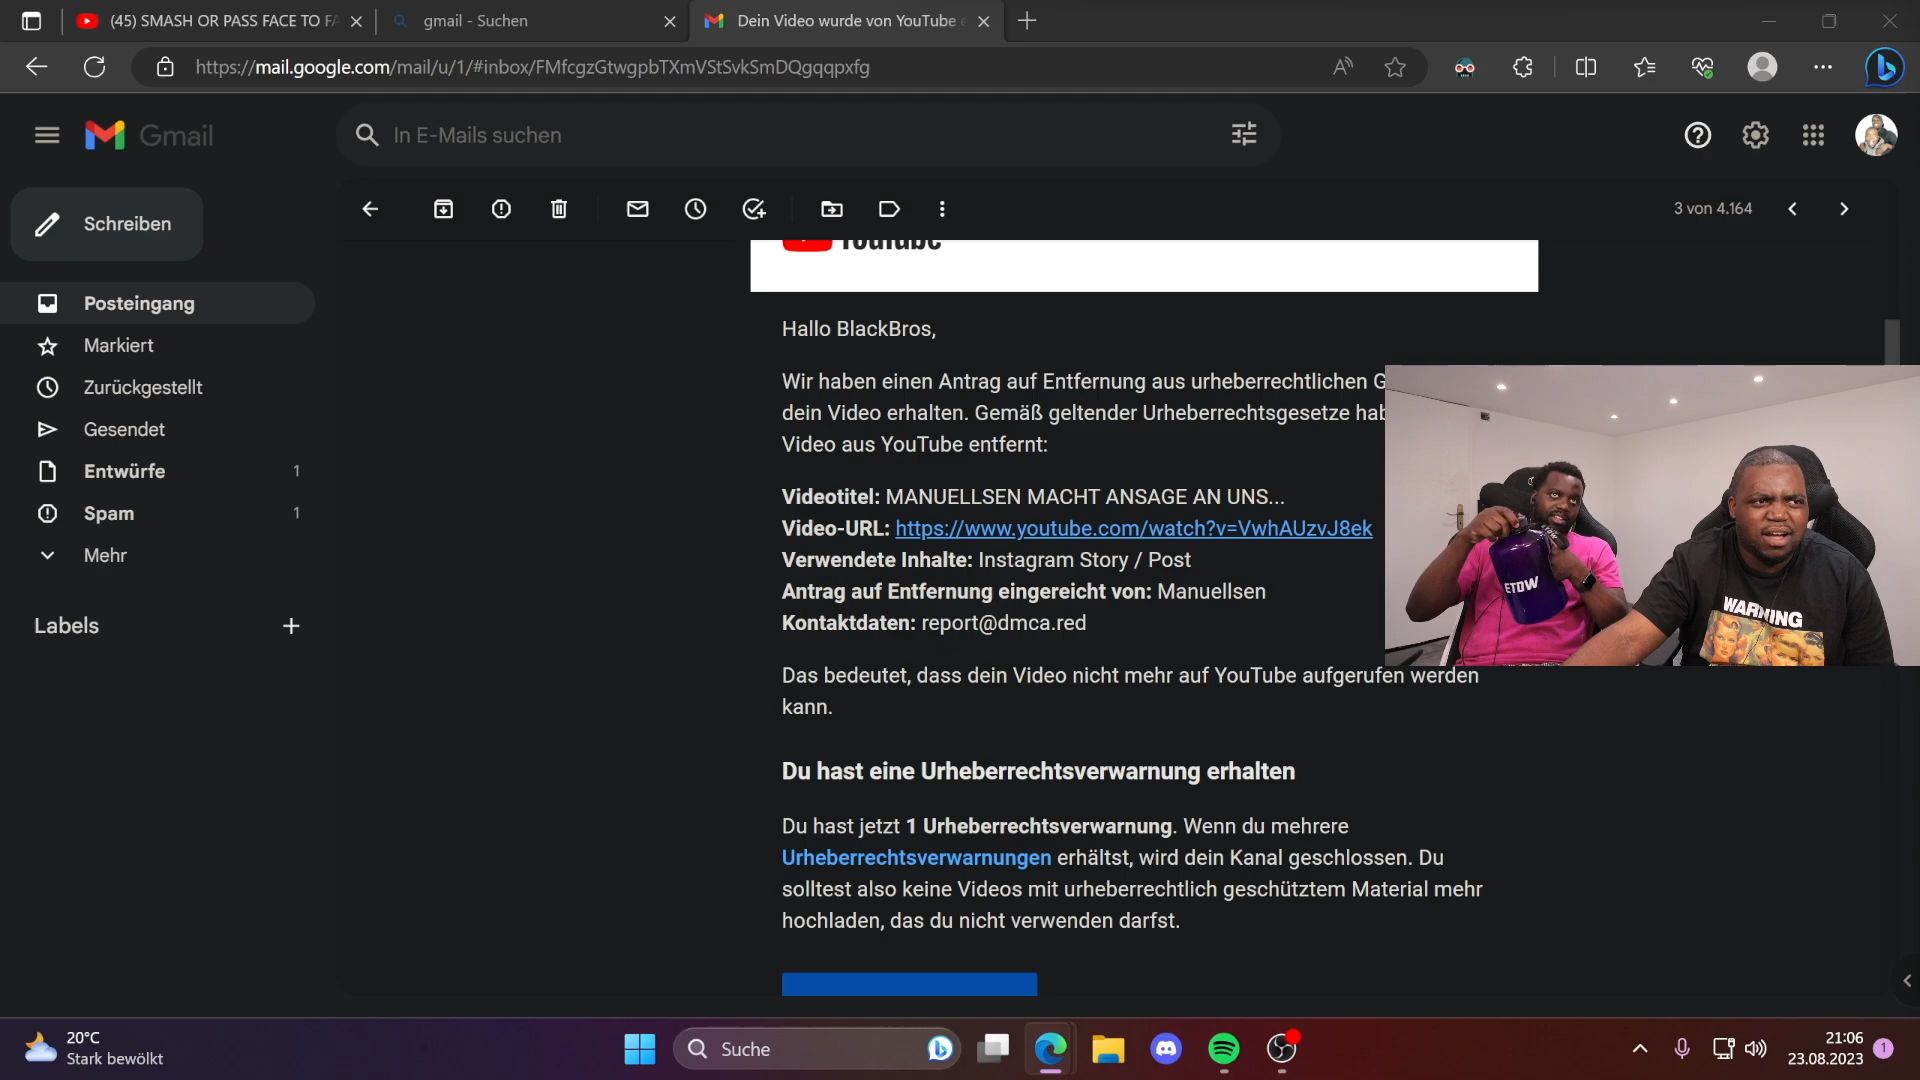 (45) SMASH OR PASS FACE TO FA
gmail - Suchen
Dein Video wurde von YouTube e
https://mail.google.com/mail/u/1/#inbox/FMfcgzGtwgpbTXmVStSvkSmDQgqqpxfg
Gmail
In E-Mails suchen
Schreiben
3 von 4.164
YouTube
Posteingang
Markiert
Zurückgestellt
Gesendet
Entwürfe 1
Spam 1
Mehr
Labels
Hallo BlackBros,
Wir haben einen Antrag auf Entfernung aus urheberrechtlichen G
dein Video erhalten. Gemäß geltender Urheberrechtsgesetze hab
Video aus YouTube entfernt:
Videotitel: MANUELLSEN MACHT ANSAGE AN UNS...
Video-URL: https://www.youtube.com/watch?v=VwhAUzvJ8ek
Verwendete Inhalte: Instagram Story / Post
Antrag auf Entfernung eingereicht von: Manuellsen
Kontaktdaten: report@dmca.red
ETDW
WARNING
Das bedeutet, dass dein Video nicht mehr auf YouTube aufgerufen werden
kann.
Du hast eine Urheberrechtsverwarnung erhalten
Du hast jetzt 1 Urheberrechtsverwarnung. Wenn du mehrere
Urheberrechtsverwarnungen erhältst, wird dein Kanal geschlossen. Du
solltest also keine Videos mit urheberrechtlich geschütztem Material mehr
hochladen, das du nicht verwenden darfst.
20°C
Stark bewölkt
Suche
21:06
23.08.2023
1